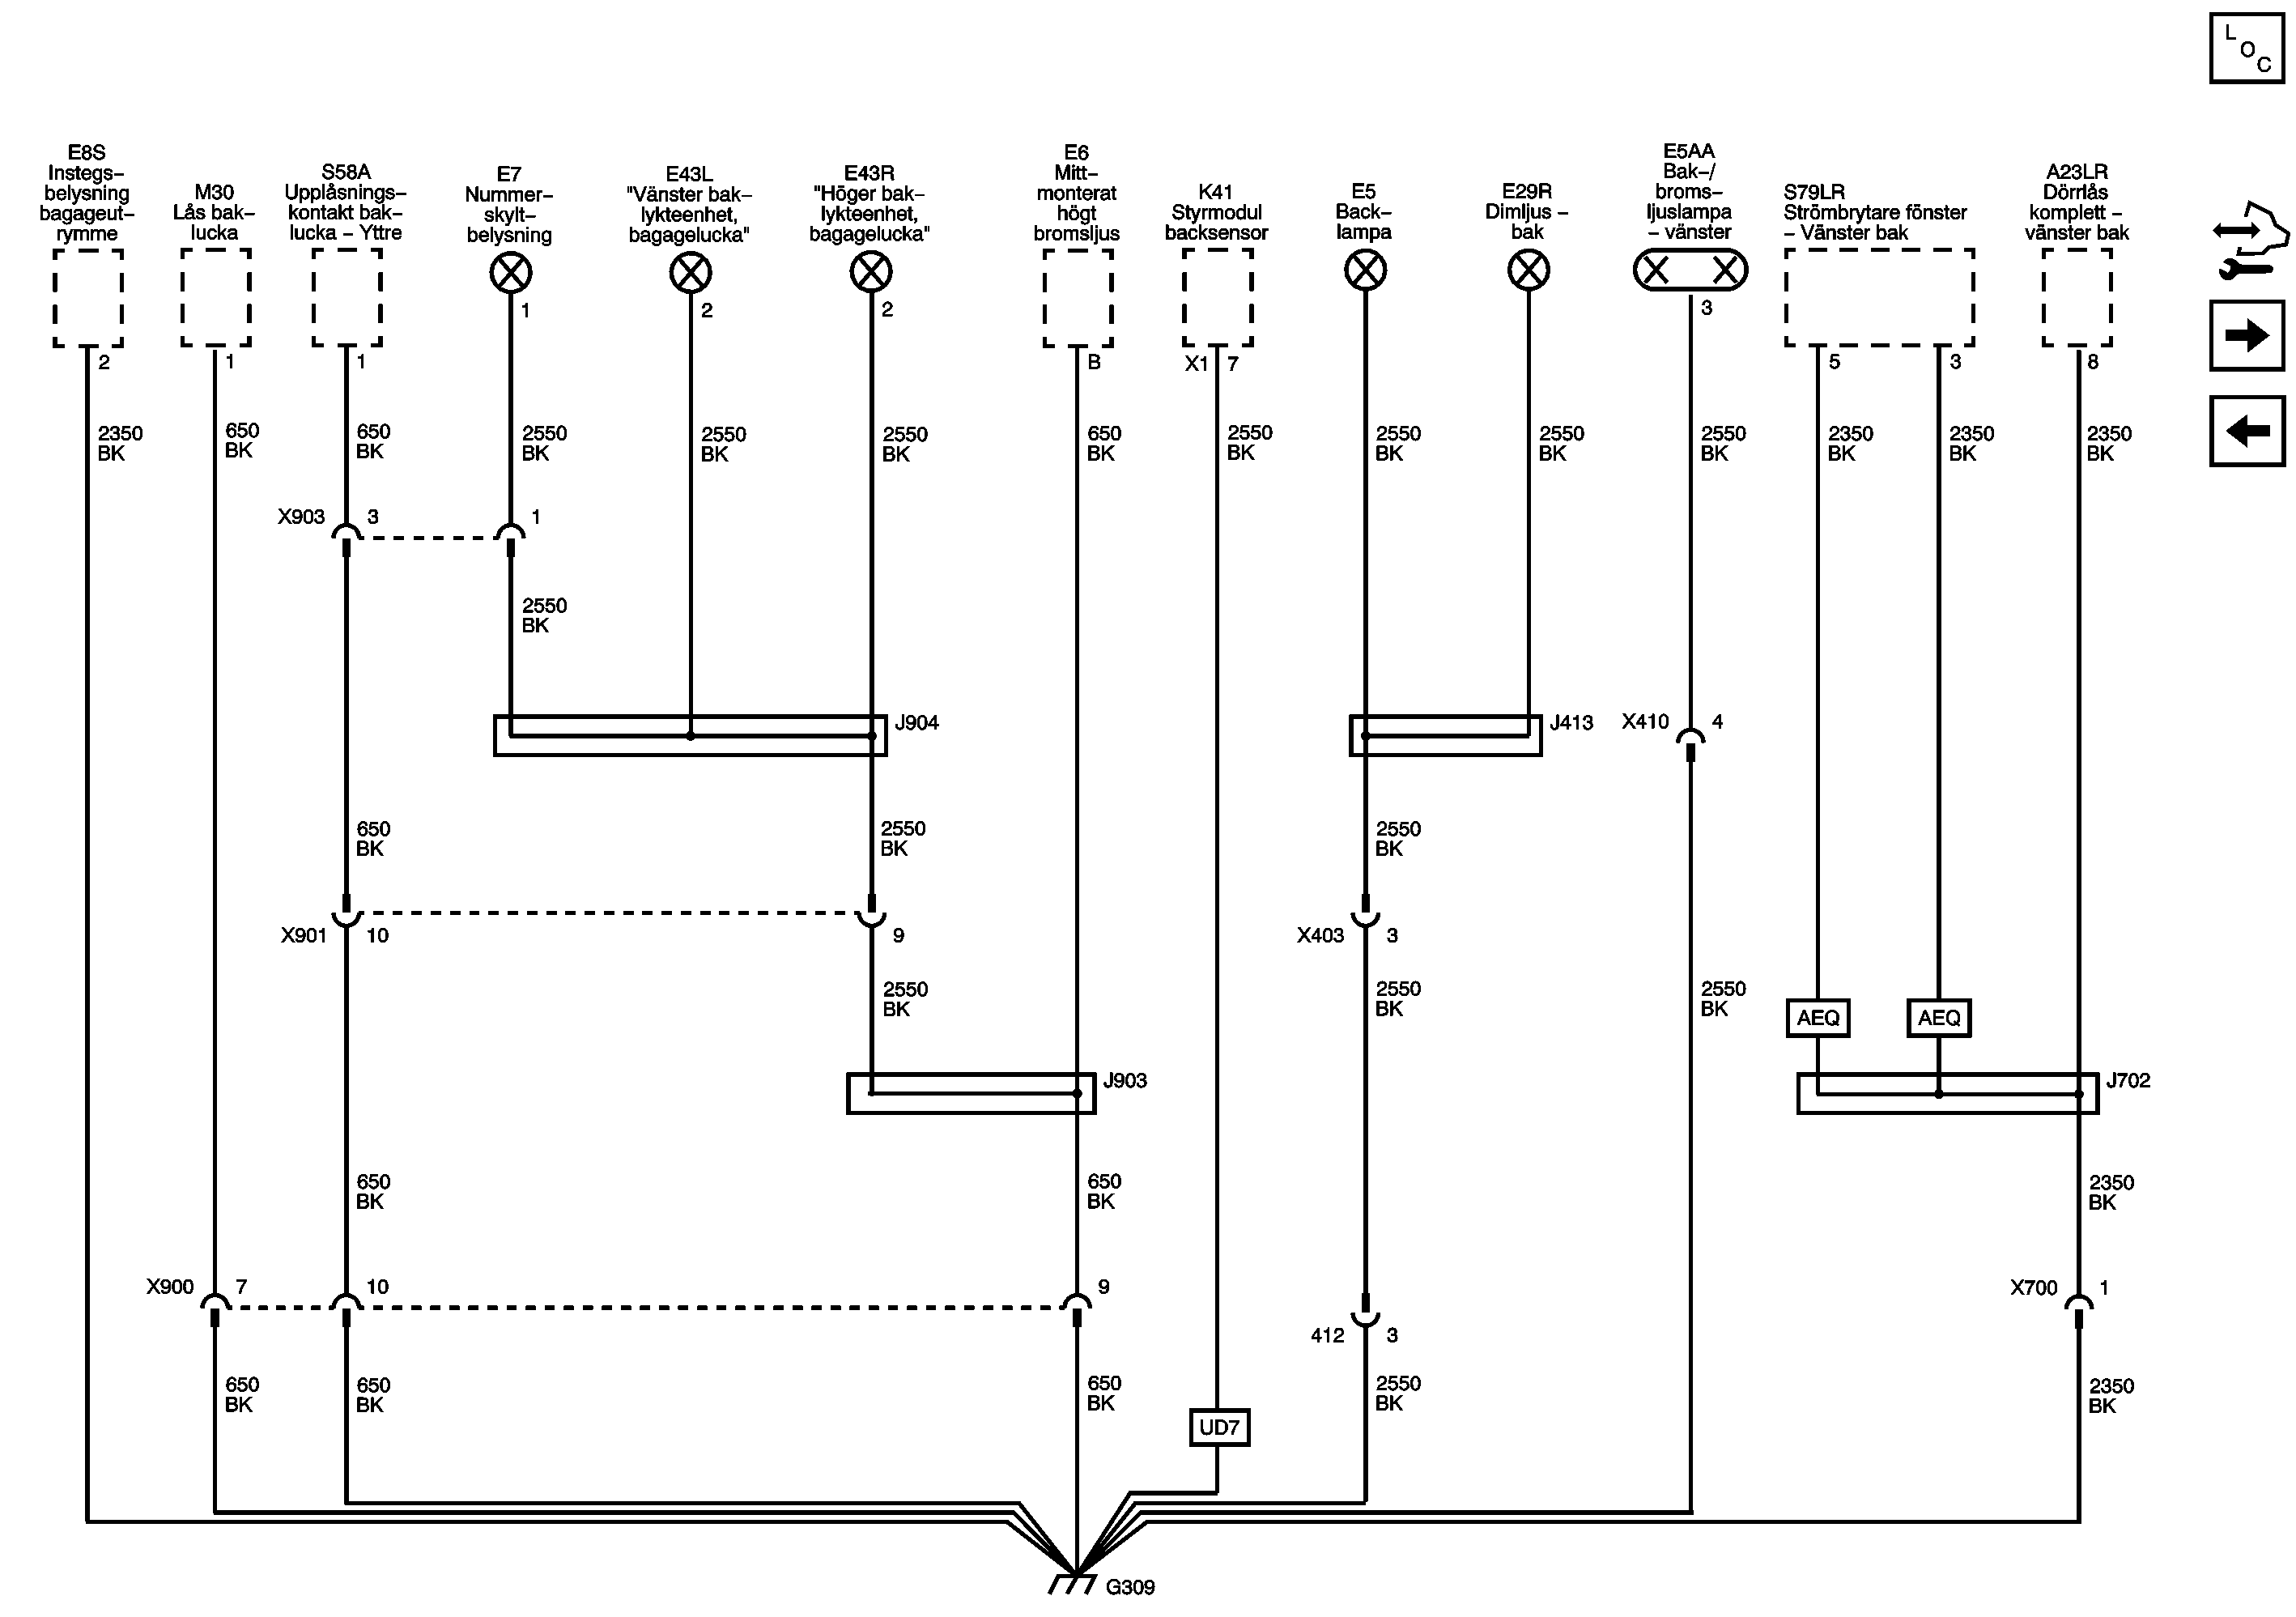 L
O
C
E8S
Instegs–
belysning
bagageut–
rymme
M30
Lås bak–
lucka
S58A
Upplåsnings–
kontakt bak–
lucka – Yttre
E7
Nummer–
skylt–
belysning
E43L
"Vänster bak–
lykteenhet,
bagagelucka"
E43R
"Höger bak–
lykteenhet,
bagagelucka"
E6
Mitt–
monterat
högt
bromsljus
K41
Styrmodul
backsensor
E5
Back–
lampa
E29R
Dimljus –
bak
E5AA
Bak–/
broms–
ljuslampa
– vänster
S79LR
Strömbrytare fönster
– Vänster bak
A23LR
Dörrlås
komplett –
vänster bak
1
2
2
3
2
1
1
B
X1
7
5
3
8
2350
BK
650
BK
650
BK
2550
BK
2550
BK
2550
BK
650
BK
2550
BK
2550
BK
2550
BK
2550
BK
2350
BK
2350
BK
2350
BK
X903
3
1
2550
BK
J904
J413
X410
4
650
BK
2550
BK
2550
BK
X901
10
9
X403
3
2550
BK
2550
BK
2550
BK
AEQ
AEQ
J903
J702
650
BK
650
BK
2350
BK
X900
7
10
9
412
3
X700
1
650
BK
650
BK
650
BK
2550
BK
2350
BK
UD7
G309